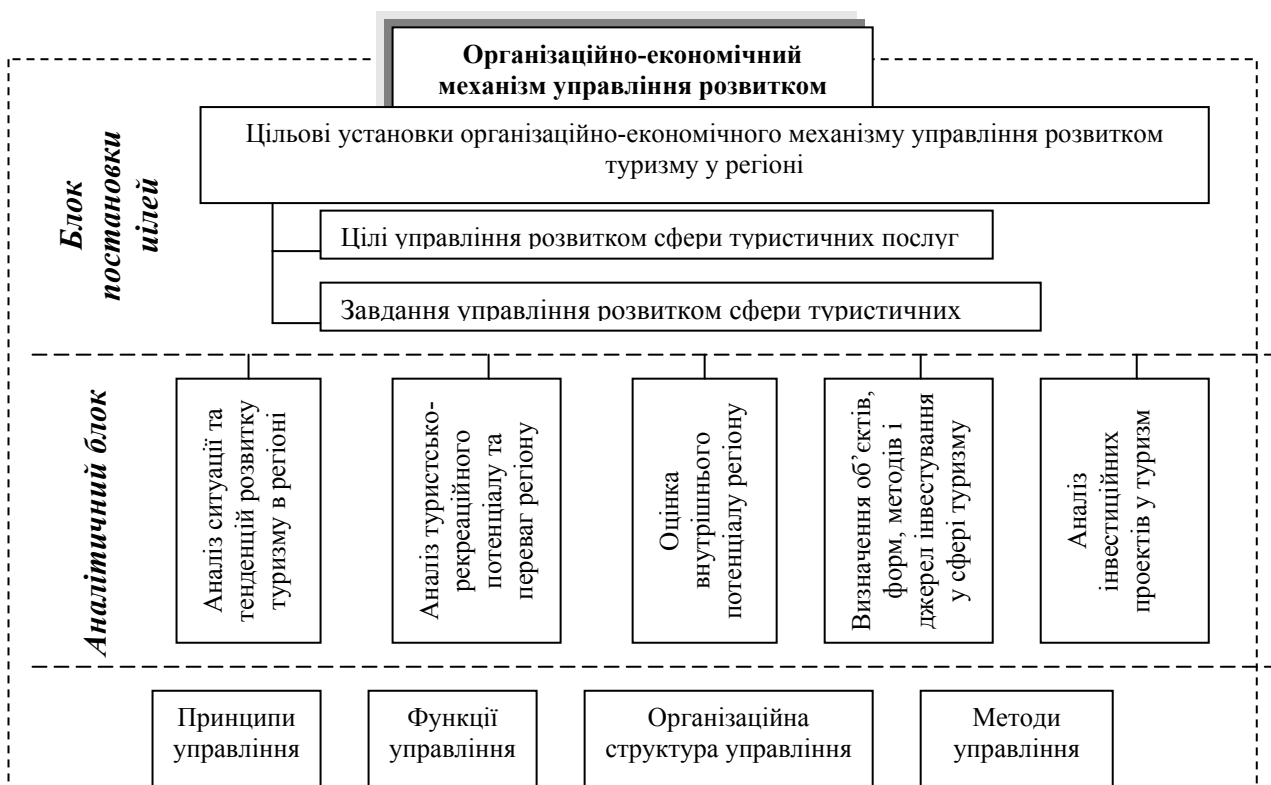 Організаційно-економічний
механізм управління розвитком
Цільові установки організаційно-економічного механізму управління розвитком
туризму у регіоні
Блок
постановки
цілей
Цілі управління розвитком сфери туристичних послуг
Завдання управління розвитком сфери туристичних
Аналітичний блок
Аналіз ситуації та
тенденцій розвитку
туризму в регіоні
Аналіз туристсько-
рекреаційного
потенціалу та
переваг регіону
Оцінка
внутрішнього
потенціалу регіону
Визначення об’єктів,
форм, методів і
джерел інвестування
у сфері туризму
Аналіз
інвестиційних
проектів у туризм
Принципи
управління
Функції
управління
Організаційна
структура управління
Методи
управління